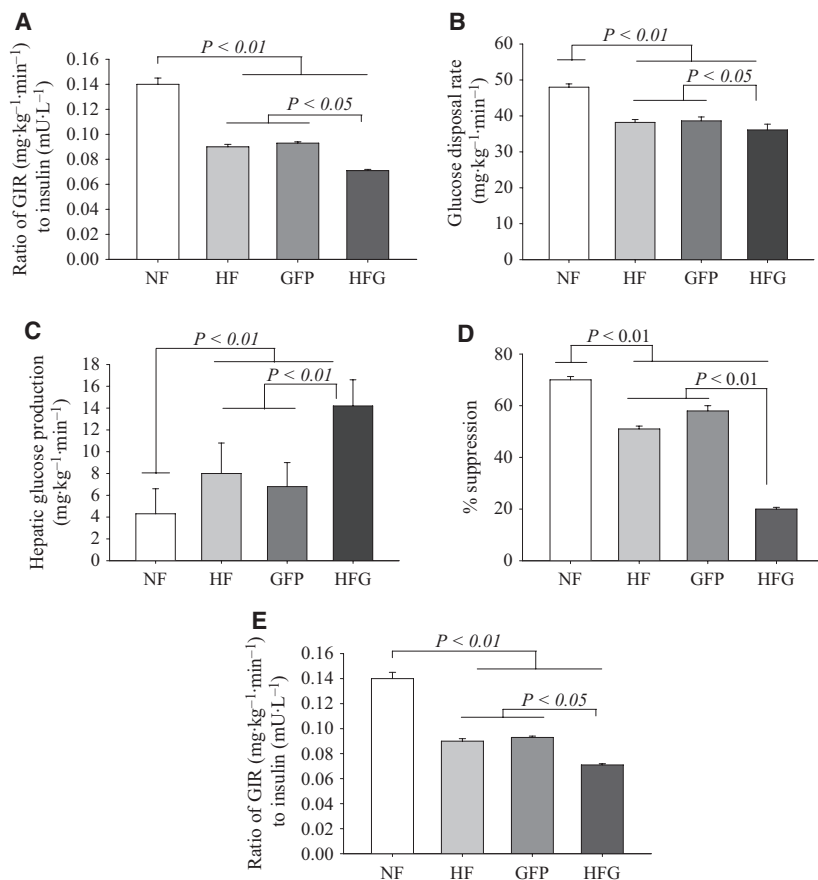 A
P < 0.01
P < 0.05
Ratio of GIR (mg·kg⁻¹·min⁻¹)
to insulin (mU·L⁻¹)
0.16
0.14
0.12
0.10
0.08
0.06
0.04
0.02
0.00
NF HF GFP HFG
B
P < 0.01
P < 0.05
Glucose disposal rate
(mg·kg⁻¹·min⁻¹)
60
50
40
30
20
10
0
NF HF GFP HFG
C
P < 0.01
P < 0.01
Hepatic glucose production
(mg·kg⁻¹·min⁻¹)
18
16
14
12
10
8
6
4
2
0
NF HF GFP HFG
D
P < 0.01
P < 0.01
% suppression
80
60
40
20
0
NF HF GFP HFG
E
P < 0.01
P < 0.05
Ratio of GIR (mg·kg⁻¹·min⁻¹)
to insulin (mU·L⁻¹)
0.16
0.14
0.12
0.10
0.08
0.06
0.04
0.02
0.00
NF HF GFP HFG